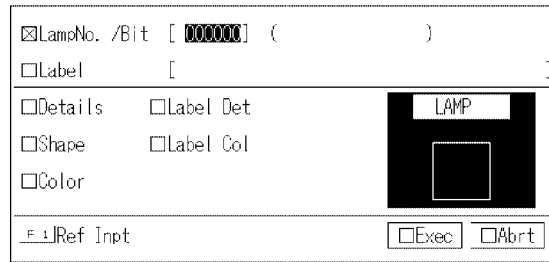 ☒LampNo. /Bit [ 000000] ( )
☐Label [ ]
☐Details ☐Label Det
LAMP
☐Shape ☐Label Col
☐Color
F 1 Ref Inpt ☐Exec ☐Abrt